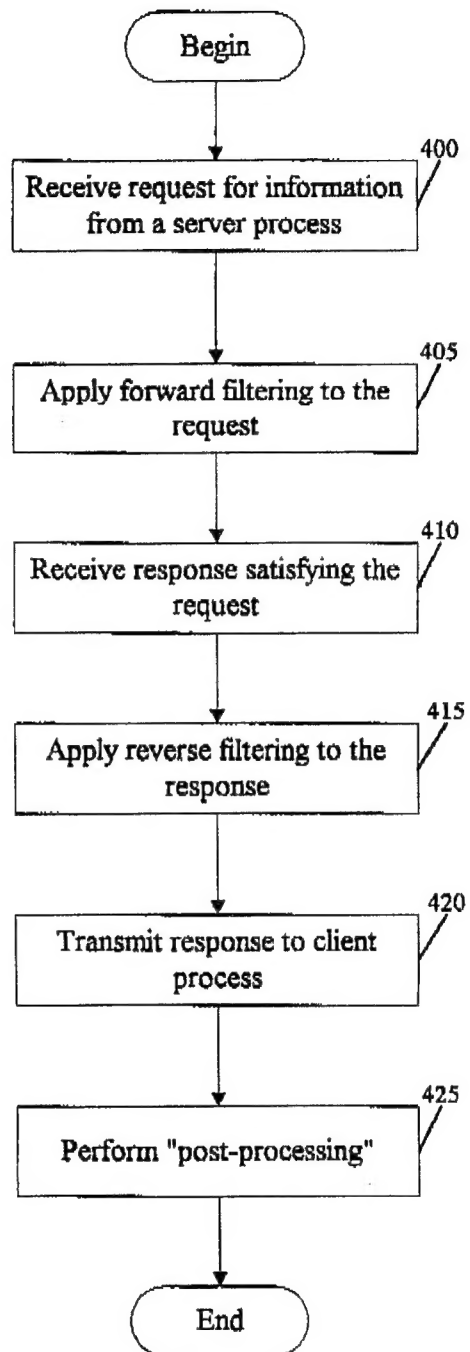 Begin
400
Receive request for information
from a server process
405
Apply forward filtering to the
request
410
Receive response satisfying the
request
415
Apply reverse filtering to the
response
420
Transmit response to client
process
425
Perform "post-processing"
End